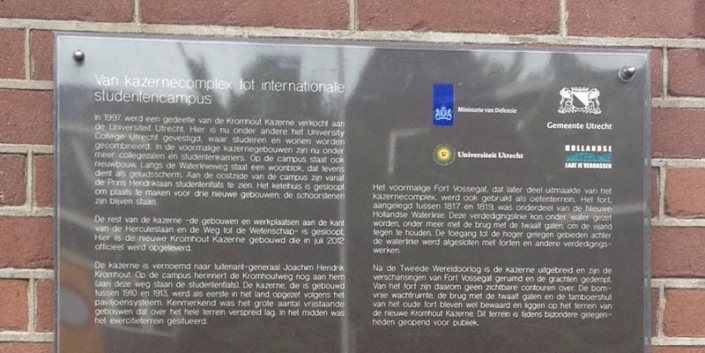 Van kazernecomplex tot internationale
studentencampus
In 1997 werd een gedeelte van de Kromhout Kazerne verkocht aan
de Universiteit Utrecht. Hier is nu onder andere het University
College Utrecht gevestigd, waar studeren en wonen worden
gecombineerd. In de voormalige kazernegebouwen zijn nu onder
meer collegezalen en studentenkamers. Op de campus staat ook
nieuwbouw. Langs de Waterlinieweg staat een woonblok, dat tevens
dient als geluidsscherm. Aan de oostzijde van de campus zijn vanaf
de Prins Hendriklaan studentenflats te zien. Het ketelhuis is gesloopt
om plaats te maken voor drie nieuwe gebouwen; de schoorstenen
zijn blijven staan.
De rest van de kazerne -de gebouwen en werkplaatsen aan de kant
van de Herculeslaan en de Weg tot de Wetenschap- is gesloopt.
Hier is de nieuwe Kromhout Kazerne gebouwd die in juli 2012
officieel werd opgeleverd.
De kazerne is vernoemd naar luitenant-generaal Joachim Hendrik
Kromhout. Op de campus herinnert de Kromhoutweg nog aan hem
(aan deze weg staan de studentenflats). De kazerne, die is gebouwd
tussen 1910 en 1913, werd als eerste in het land opgezet volgens het
paviljoensysteem. Kenmerkend was het grote aantal vrijstaande
gebouwen dat over het hele terrein verspreid lag. In het midden was
het exercitieterrein gesitueerd.
Ministerie van Defensie
Gemeente Utrecht
Universiteit Utrecht
HOLLANDSE
WATERLINIE
LAAT JE VERRASSEN
Het voormalige Fort Vossegat, dat later deel uitmaakte van het
kazernecomplex, werd ook gebruikt als oefenterrein. Het fort,
aangelegd tussen 1817 en 1819, was onderdeel van de Nieuwe
Hollandse Waterlinie. Deze verdedigingslinie kon onder water gezet
worden, onder meer met de brug met de twaalf gaten, om de vijand
tegen te houden. De toegang tot de hoger gelegen gebieden achter
de waterlinie werd afgesloten met forten en andere verdedigings-
werken.
Na de Tweede Wereldoorlog is de kazerne uitgebreid en zijn de
verschansingen van Fort Vossegat geruimd en de grachten gedempt.
Van het fort zijn daarom geen zichtbare contouren over. De bom-
vrije wachtruimte, de brug met de twaalf gaten en de tamboershut
van het oude fort bleven wel bewaard en liggen op het terrein van
de nieuwe Kromhout Kazerne. Dit terrein is tijdens bijzondere gelegen-
heden geopend voor publiek.